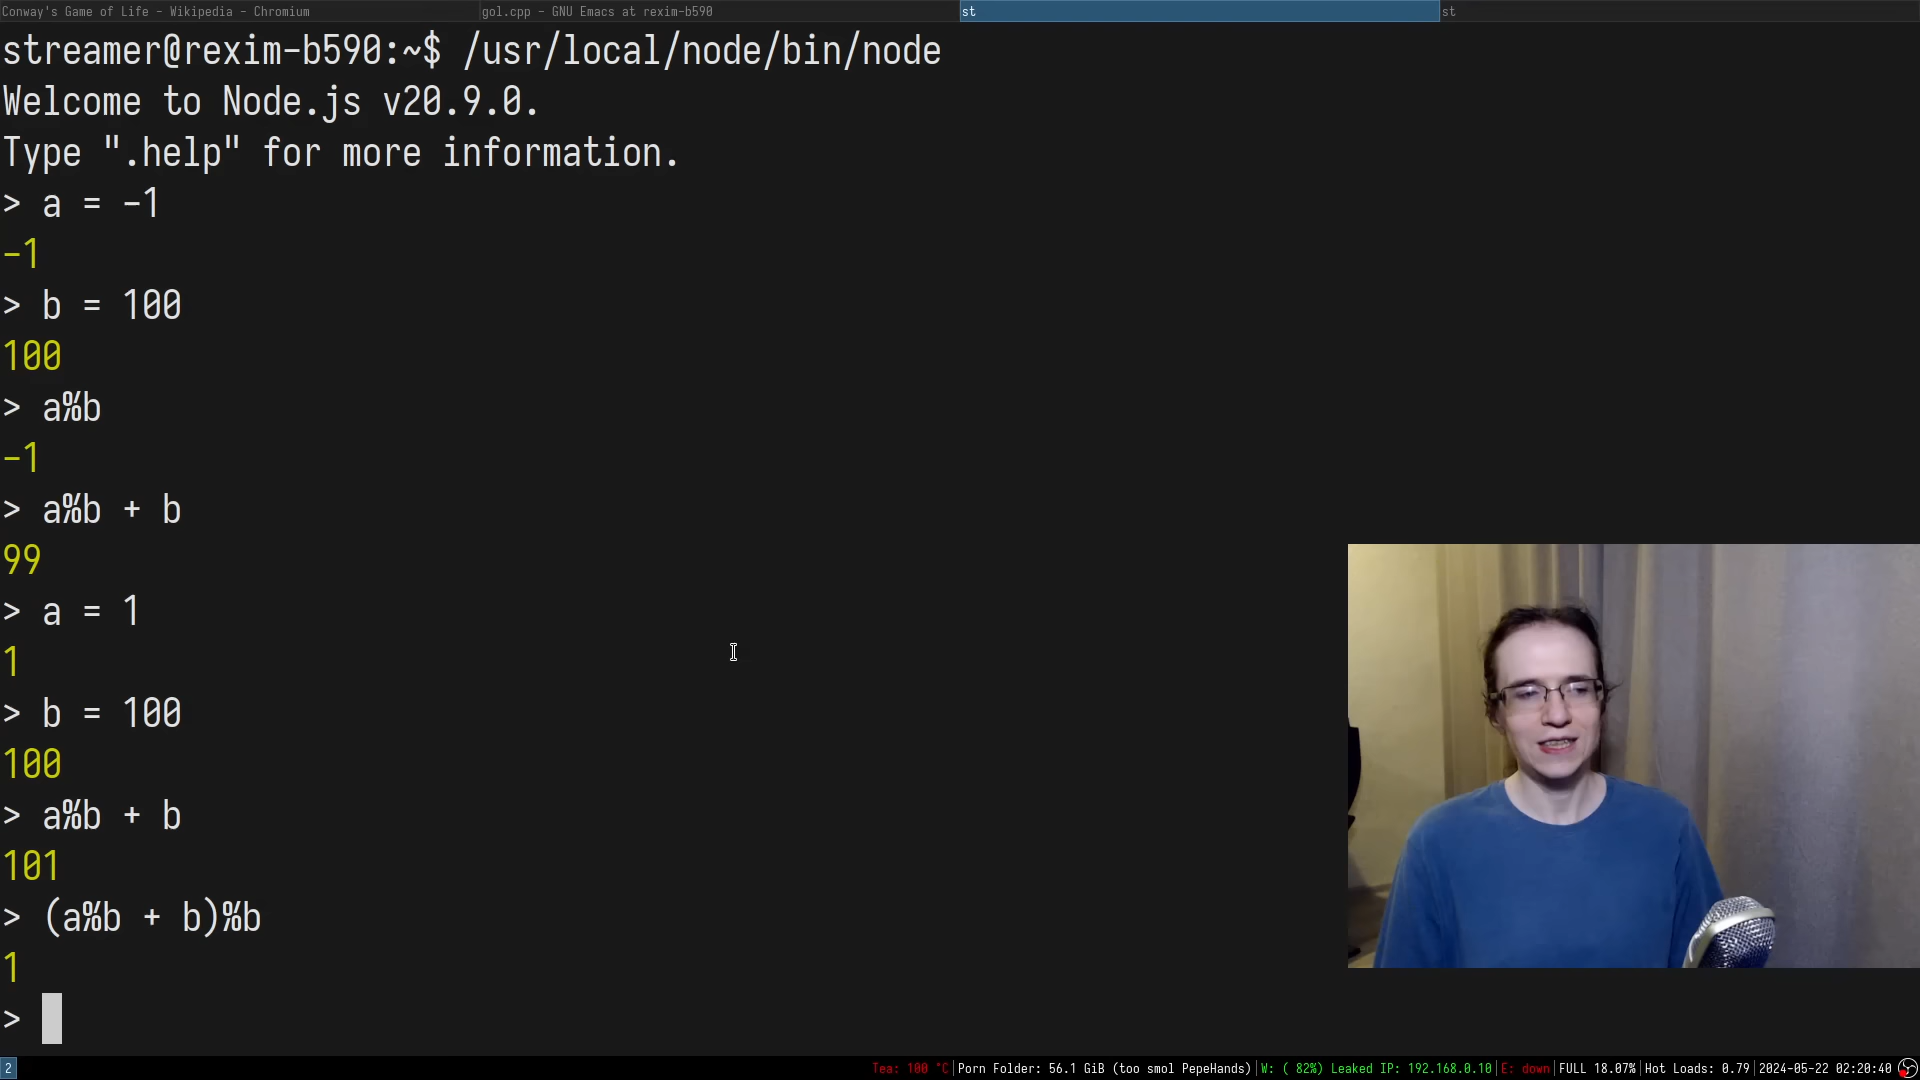 Conway's Game of Life - Wikipedia - Chromium
gol.cpp - GNU Emacs at rexim-b590
st
st
streamer@rexim-b590:~$ /usr/local/node/bin/node
Welcome to Node.js v20.9.0.
Type ".help" for more information.
> a = -1
-1
> b = 100
100
> a%b
-1
> a%b + b
99
> a = 1
1
> b = 100
100
> a%b + b
101
> (a%b + b)%b
1
>
2
Tea: 100 °C|Porn Folder: 56.1 GiB (too smol PepeHands)|W: ( 82%) Leaked IP: 192.168.0.10|E: down|FULL 18.07%|Hot Loads: 0.79|2024-05-22 02:20:40